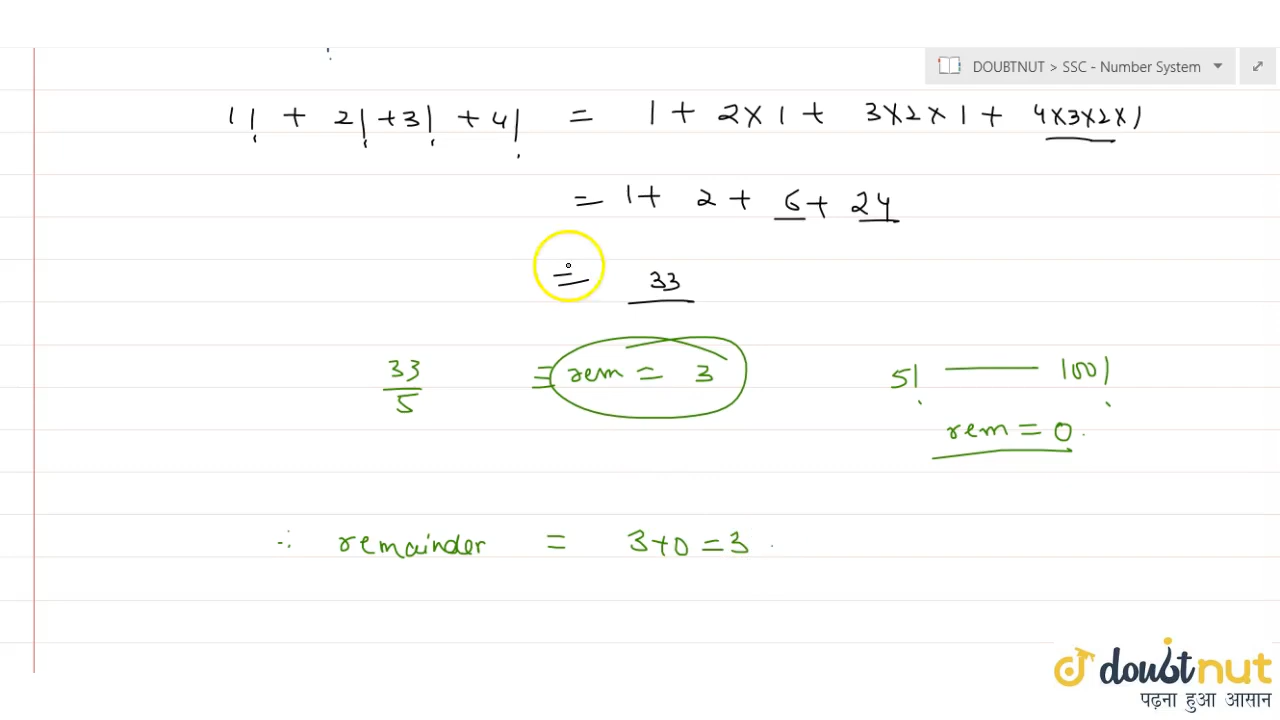 DOUBTNUT > SSC - Number System
1! + 2! + 3! + 4! = 1 + 2×1 + 3×2×1 + 4×3×2×1
= 1 + 2 + 6 + 24
= 33
33/5 = rem = 3
5! —— 100!
rem = 0.
∴ remainder = 3+0 = 3.
doubtnut
पढ़ना हुआ आसान